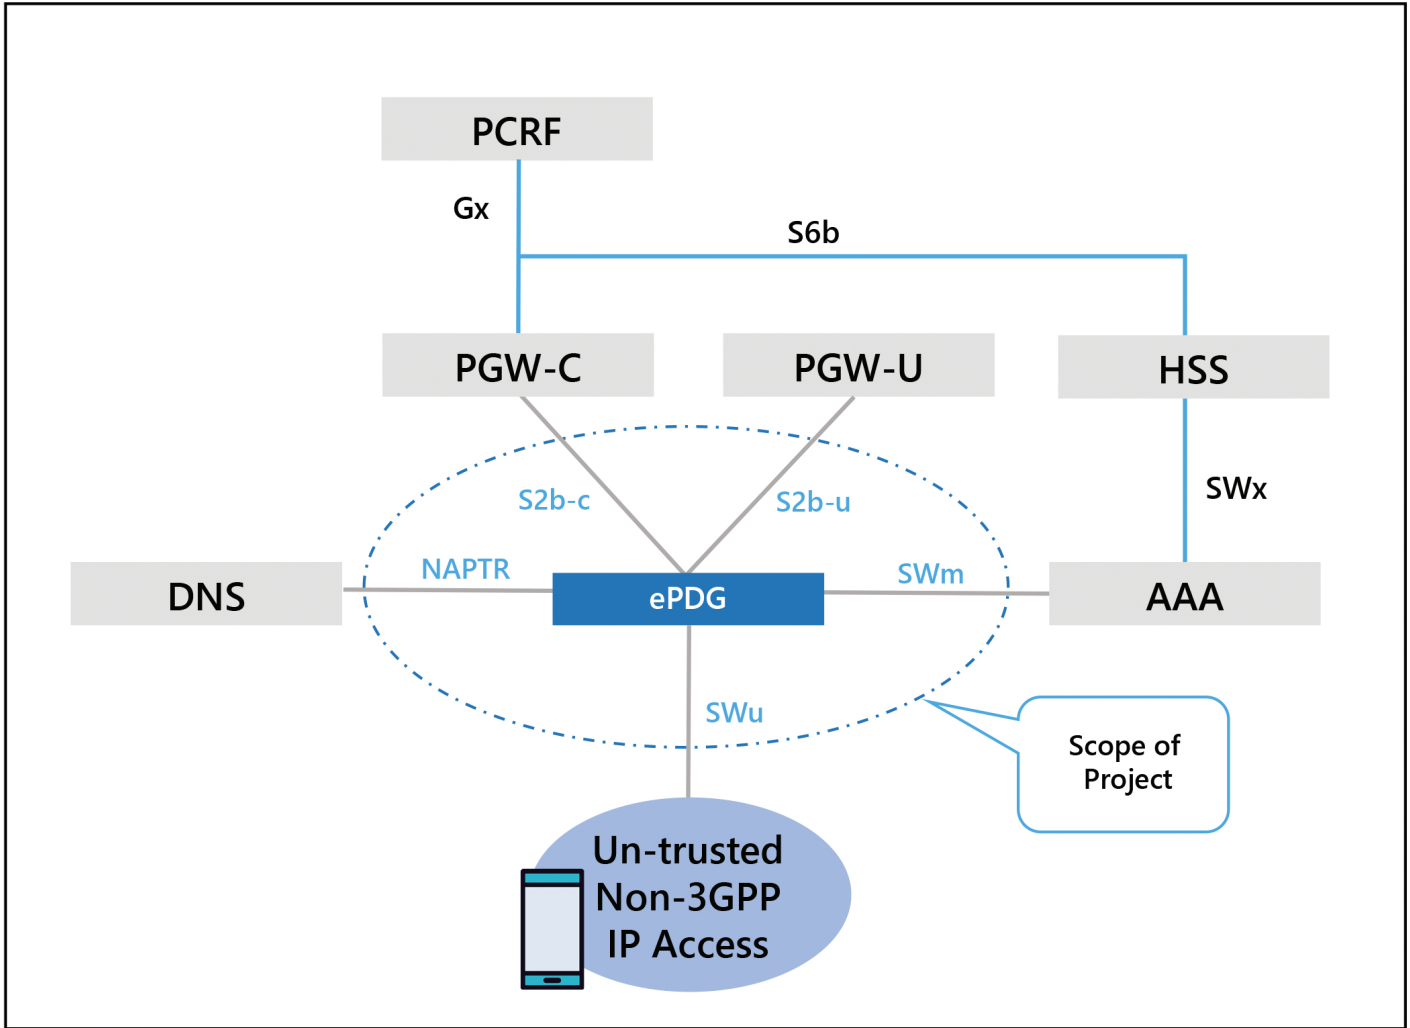 PCRF
Gx
S6b
PGW-C
PGW-U
HSS
S2b-c
S2b-u
SWx
NAPTR
SWm
DNS
ePDG
AAA
SWu
Scope of
Project
Un-trusted
Non-3GPP
IP Access